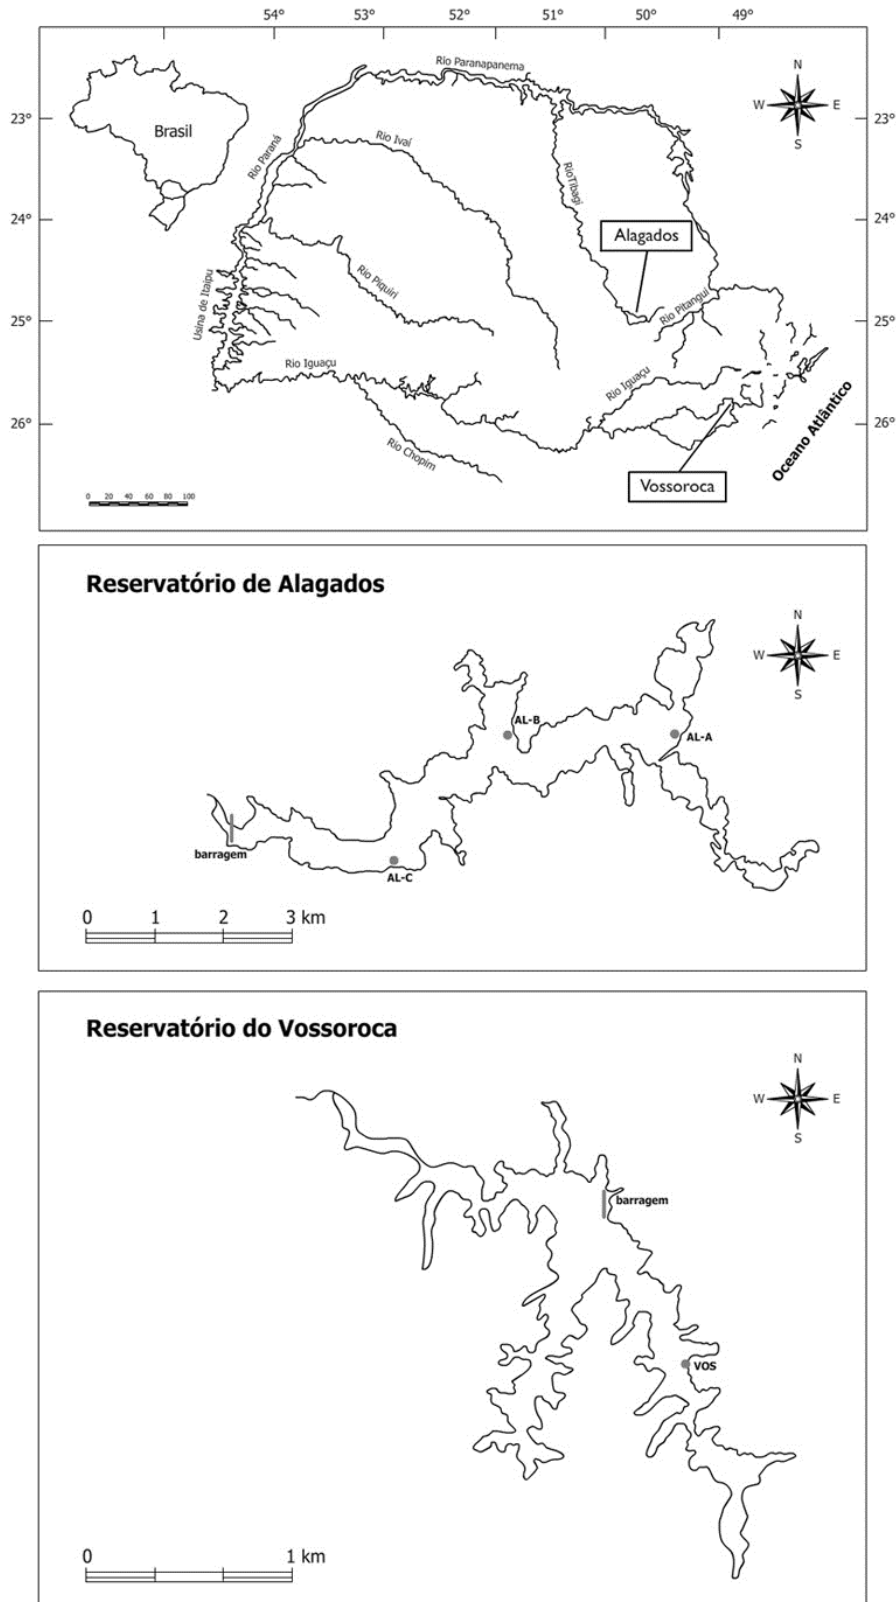 54° 53° 52° 51° 50° 49°
Rio Paranapanema
N
W E
S
Brasil
23° 23°
Rio Paraná
Rio Ivaí
RioTibagi
24° 24°
Alagados
Rio Piquiri
Usina de Itaipu
Rio Pitangui
25° 25°
Rio Iguaçu
Rio Iguaçu
Oceano Atlântico
26° 26°
Rio Chopim
Vossoroca
0 20 40 60 80 100
Reservatório de Alagados
N
W E
S
AL-B
AL-A
barragem
AL-C
0 1 2 3 km
Reservatório do Vossoroca
N
W E
S
barragem
VOS
0 1 km